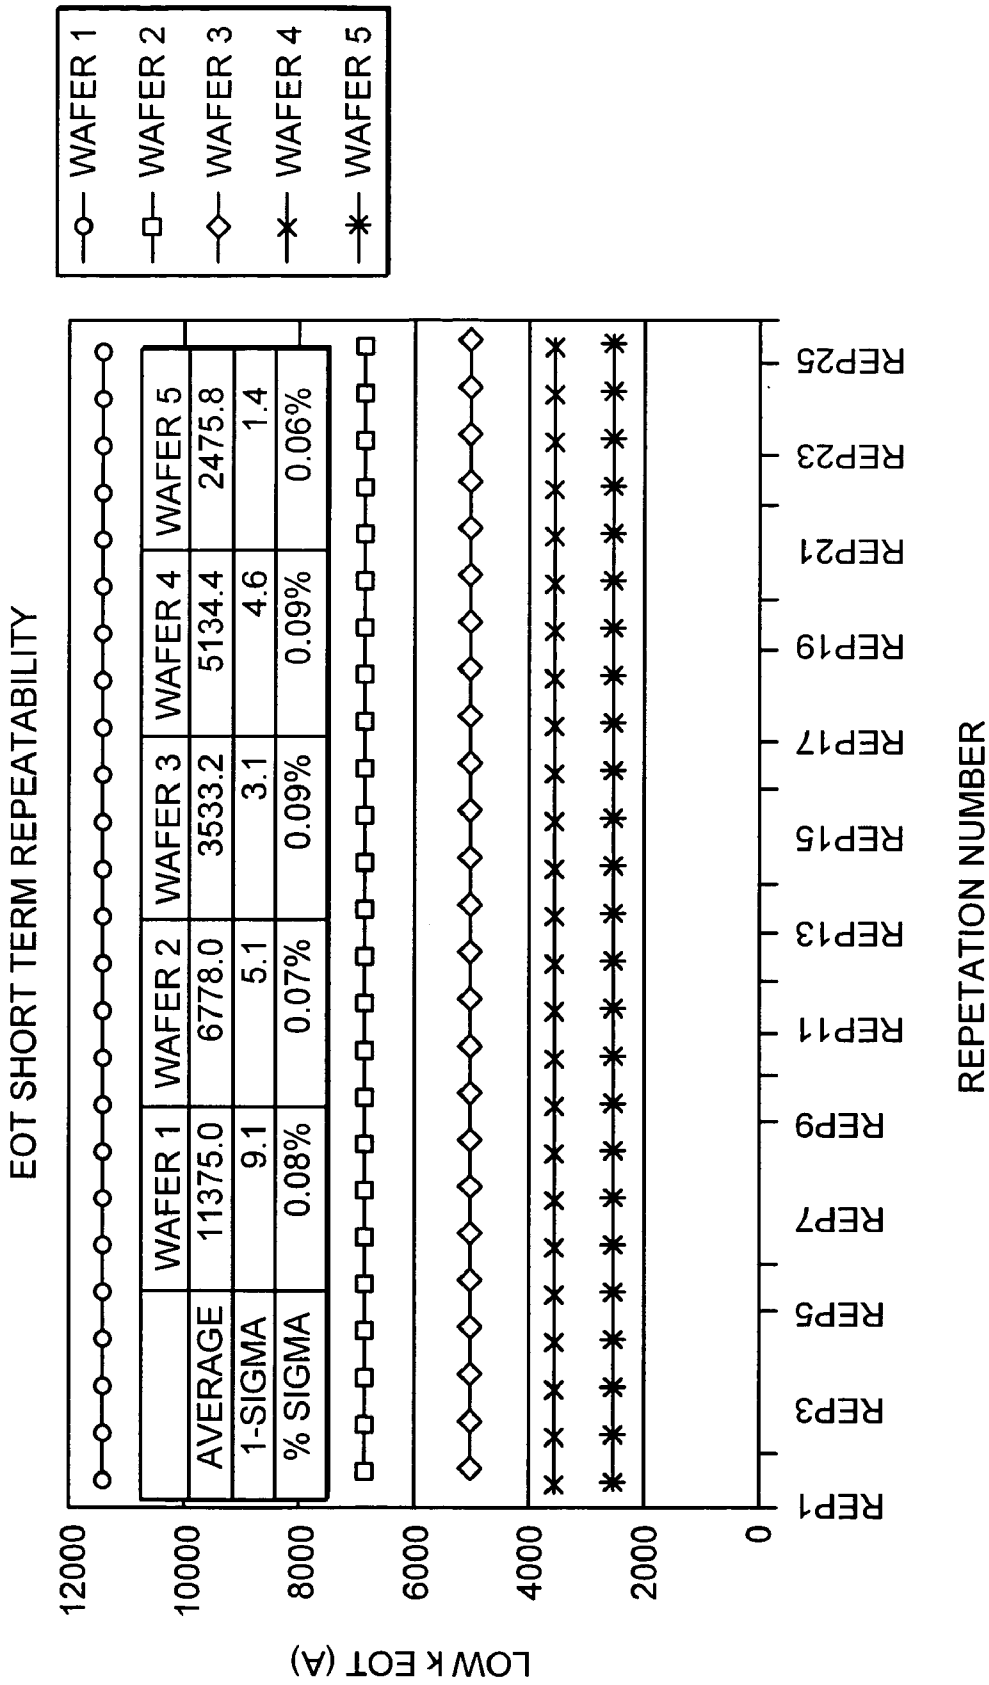 EOT SHORT TERM REPEATABILITY
WAFER 1
WAFER 2
WAFER 3
WAFER 4
WAFER 5
LOW k EOT (A)
12000
10000
8000
6000
4000
2000
0
WAFER 1 WAFER 2 WAFER 3 WAFER 4 WAFER 5
AVERAGE 11375.0 6778.0 3533.2 5134.4 2475.8
1-SIGMA 9.1 5.1 3.1 4.6 1.4
% SIGMA 0.08% 0.07% 0.09% 0.09% 0.06%
REP1 REP3 REP5 REP7 REP9 REP11 REP13 REP15 REP17 REP19 REP21 REP23 REP25
REPETATION NUMBER